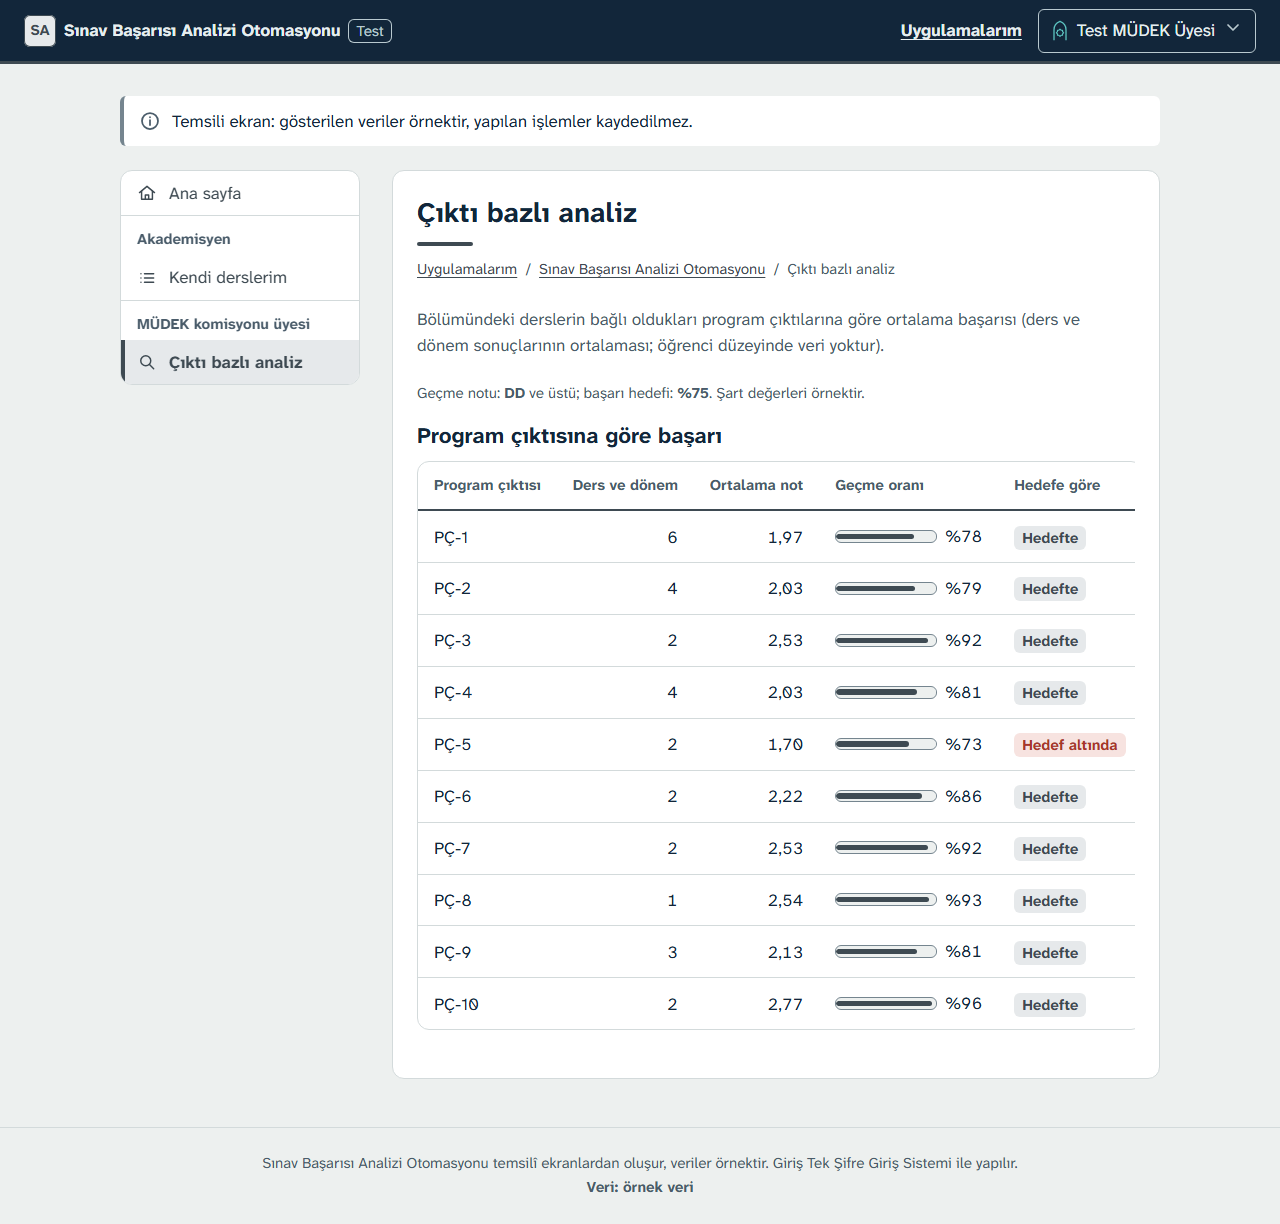 SA Sınav Başarısı Analizi Otomasyonu Test
Uygulamalarım
Test MÜDEK Üyesi
Temsili ekran: gösterilen veriler örnektir, yapılan işlemler kaydedilmez.
Ana sayfa
Akademisyen
Kendi derslerim
MÜDEK komisyonu üyesi
Çıktı bazlı analiz
Çıktı bazlı analiz
Uygulamalarım / Sınav Başarısı Analizi Otomasyonu / Çıktı bazlı analiz
Bölümündeki derslerin bağlı oldukları program çıktılarına göre ortalama başarısı (ders ve
dönem sonuçlarının ortalaması; öğrenci düzeyinde veri yoktur).
Geçme notu: DD ve üstü; başarı hedefi: %75. Şart değerleri örnektir.
Program çıktısına göre başarı
Program çıktısı Ders ve dönem Ortalama not Geçme oranı Hedefe göre
PÇ-1 6 1,97 %78 Hedefte
PÇ-2 4 2,03 %79 Hedefte
PÇ-3 2 2,53 %92 Hedefte
PÇ-4 4 2,03 %81 Hedefte
PÇ-5 2 1,70 %73 Hedef altında
PÇ-6 2 2,22 %86 Hedefte
PÇ-7 2 2,53 %92 Hedefte
PÇ-8 1 2,54 %93 Hedefte
PÇ-9 3 2,13 %81 Hedefte
PÇ-10 2 2,77 %96 Hedefte
Sınav Başarısı Analizi Otomasyonu temsilî ekranlardan oluşur, veriler örnektir. Giriş Tek Şifre Giriş Sistemi ile yapılır.
Veri: örnek veri